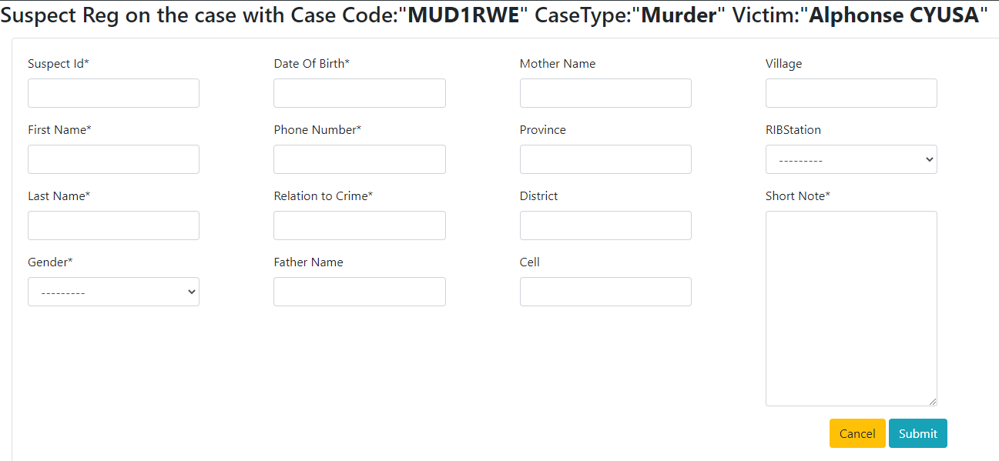 Suspect Reg on the case with Case Code:"MUD1RWE" CaseType:"Murder" Victim:"Alphonse CYUSA"
Suspect Id*
Date Of Birth*
Mother Name
Village
First Name*
Phone Number*
Province
RIBStation
---------
Last Name*
Relation to Crime*
District
Short Note*
Gender*
Father Name
Cell
---------
Cancel
Submit